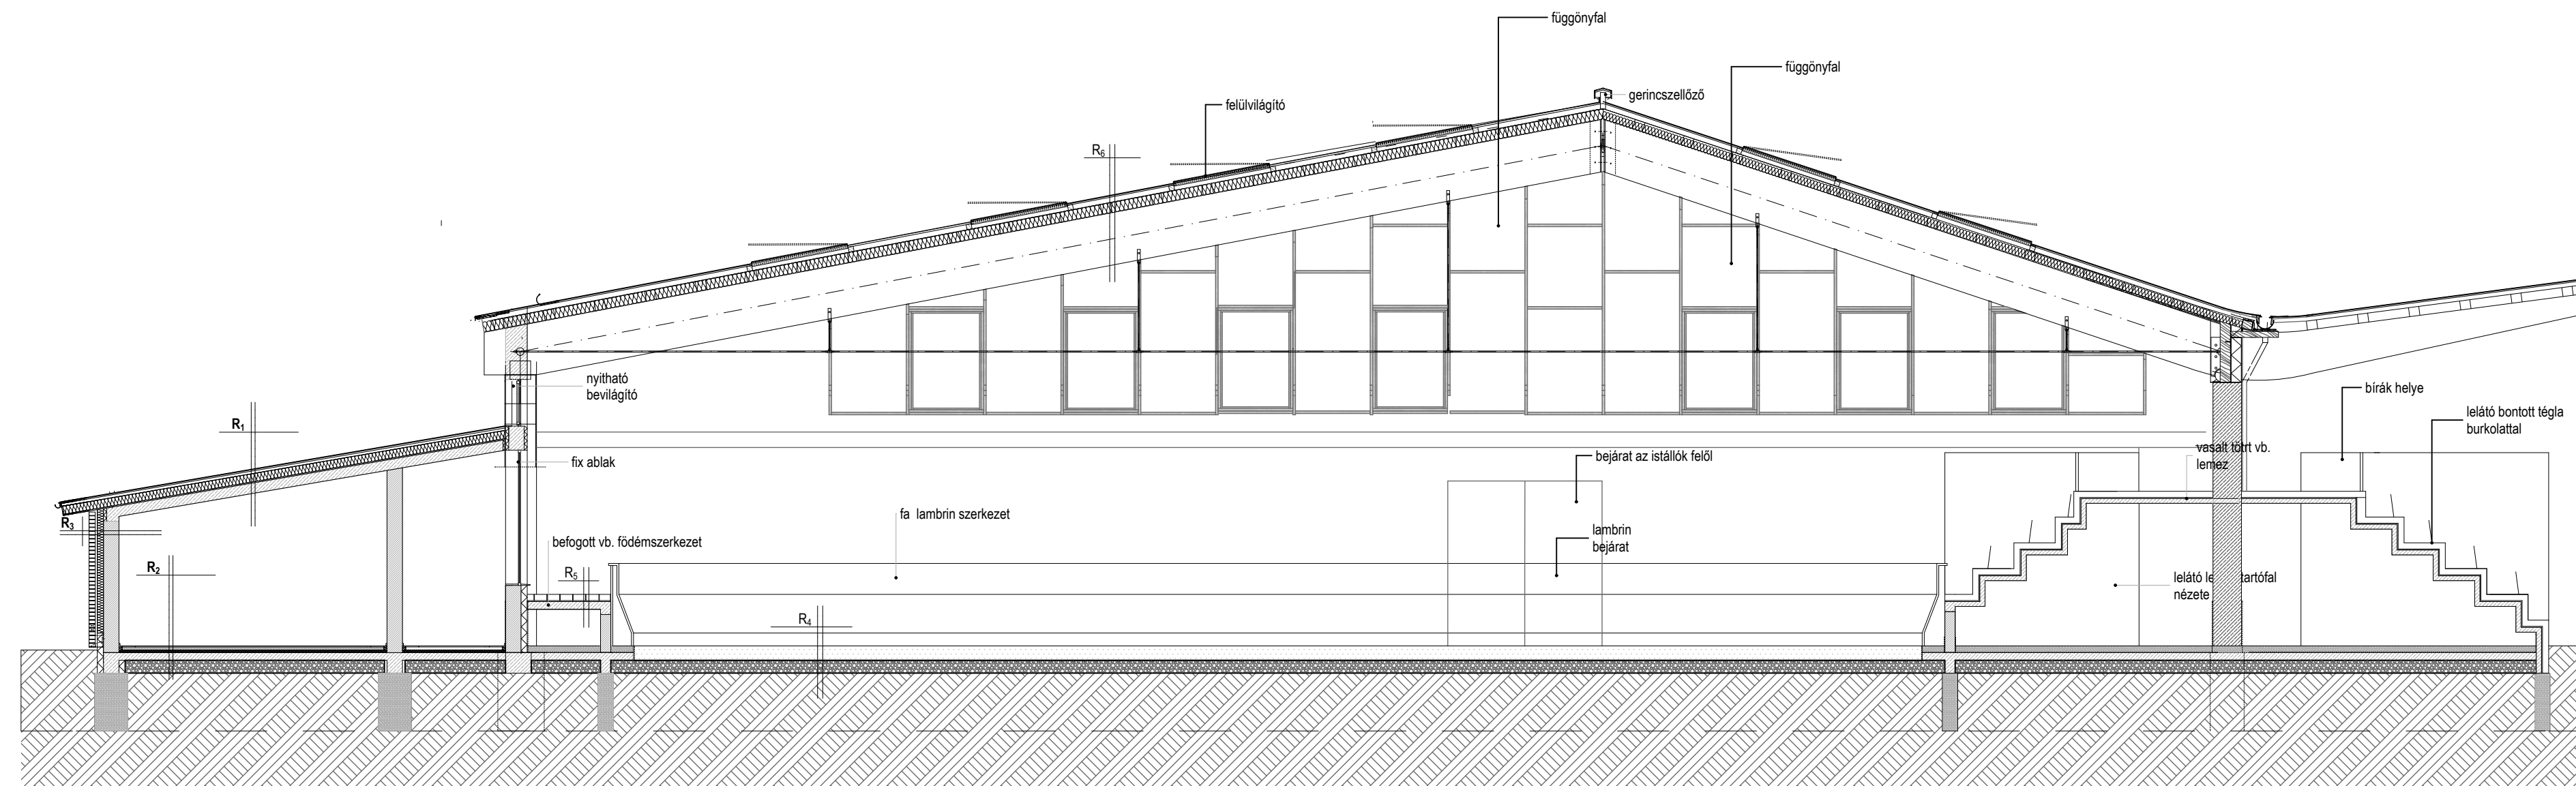 függönyfal
függönyfal
gerincszellőző
felülvilágító
R6
nyitható
bevilágító
R1
fix ablak
bejárat az istállók felől
bírák helye
lelátó bontott tégla
burkolattal
vasalt tötrt vb.
lemez
fa lambrin szerkezet
R3
befogott vb. födémszerkezet
lambrin
bejárat
R2
R5
lelátó
tartófal
nézete
R4